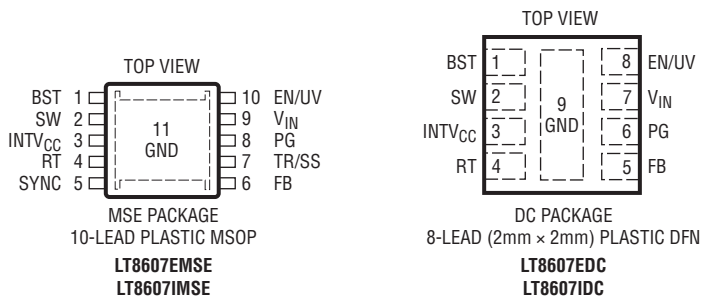 TOP VIEW
BST 1
SW 2
INTVCC 3
RT 4
SYNC 5
11
GND
10 EN/UV
9 VIN
8 PG
7 TR/SS
6 FB
MSE PACKAGE
10-LEAD PLASTIC MSOP
LT8607EMSE
LT8607IMSE
TOP VIEW
BST 1
SW 2
INTVCC 3
RT 4
9
GND
8 EN/UV
7 VIN
6 PG
5 FB
DC PACKAGE
8-LEAD (2mm × 2mm) PLASTIC DFN
LT8607EDC
LT8607IDC